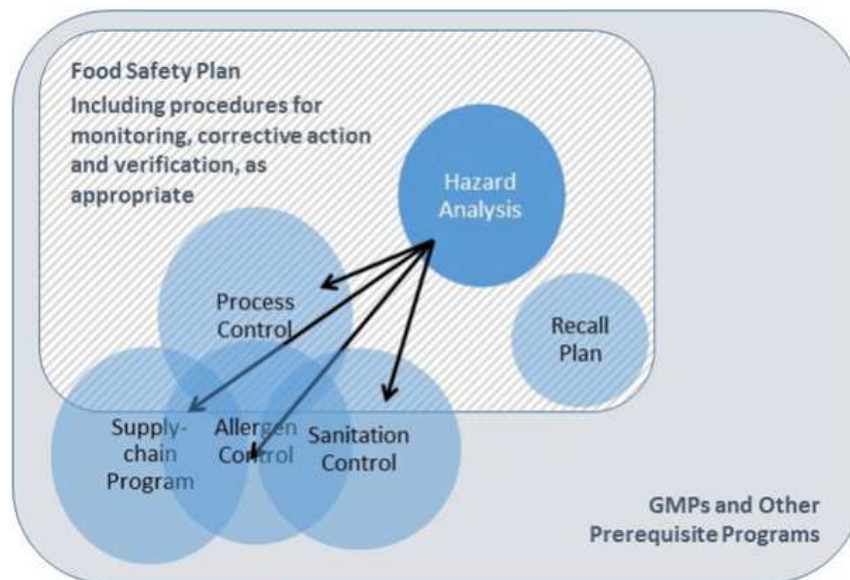 Food Safety Plan
Including procedures for
monitoring, corrective action
and verification, as
appropriate
Hazard
Analysis
Process
Control
Recall
Plan
Supply-
chain
Program
Allergen
Control
Sanitation
Control
GMPs and Other
Prerequisite Programs